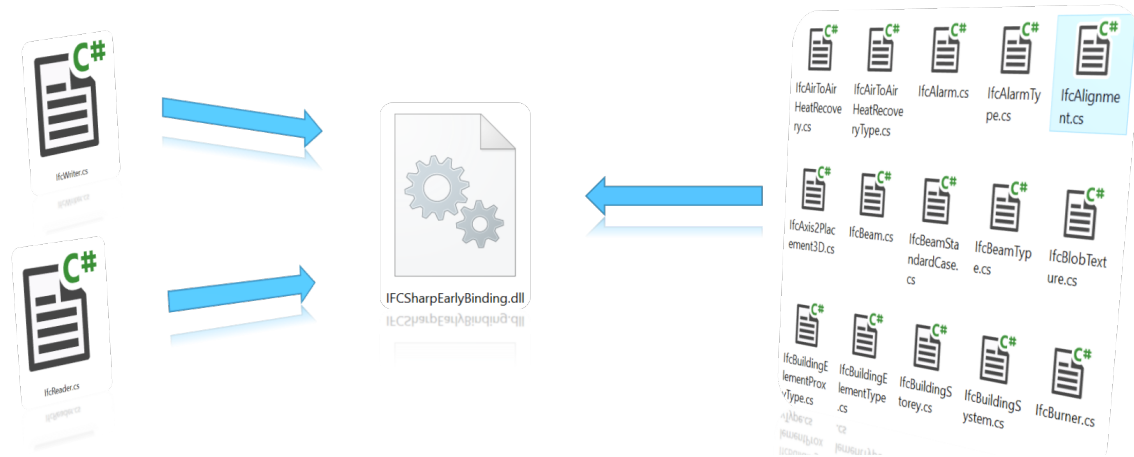 C#
IfcWriter.cs
C#
IfcReader.cs
IFCSharpEarlyBinding.dll
C# C# C# C# C#
IfcAirToAir
HeatRecove
ry.cs
IfcAirToAir
HeatRecove
ryType.cs
IfcAlarm.cs
IfcAlarmTy
pe.cs
IfcAlignme
nt.cs
C# C# C# C# C#
IfcAxis2Plac
ement3D.cs
IfcBeam.cs
IfcBeamSta
ndardCase.
cs
IfcBeamTyp
e.cs
IfcBlobText
ure.cs
C# C# C# C# C#
IfcBuildingE
lementProx
yType.cs
IfcBuildingE
lementType
.cs
IfcBuildingS
torey.cs
IfcBuildingS
ystem.cs
IfcBurner.cs